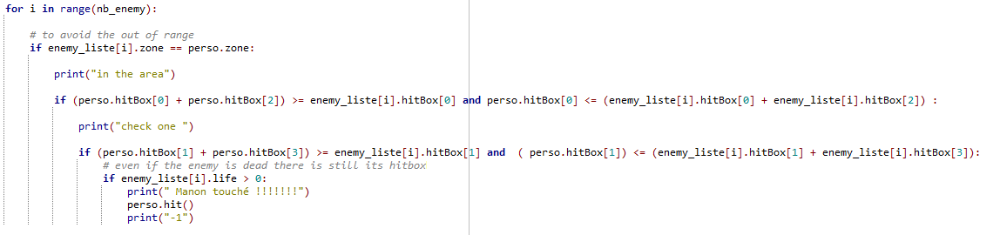 for i in range(nb_enemy):
# to avoid the out of range
if enemy_liste[i].zone == perso.zone:
print("in the area")
if (perso.hitBox[0] + perso.hitBox[2]) >= enemy_liste[i].hitBox[0] and perso.hitBox[0] <= (enemy_liste[i].hitBox[0] + enemy_liste[i].hitBox[2]) :
print("check one ")
if (perso.hitBox[1] + perso.hitBox[3]) >= enemy_liste[i].hitBox[1] and  ( perso.hitBox[1]) <= (enemy_liste[i].hitBox[1] + enemy_liste[i].hitBox[3]):
# even if the enemy is dead there is still its hitbox
if enemy_liste[i].life > 0:
print(" Manon touché !!!!!!!")
perso.hit()
print("-1")